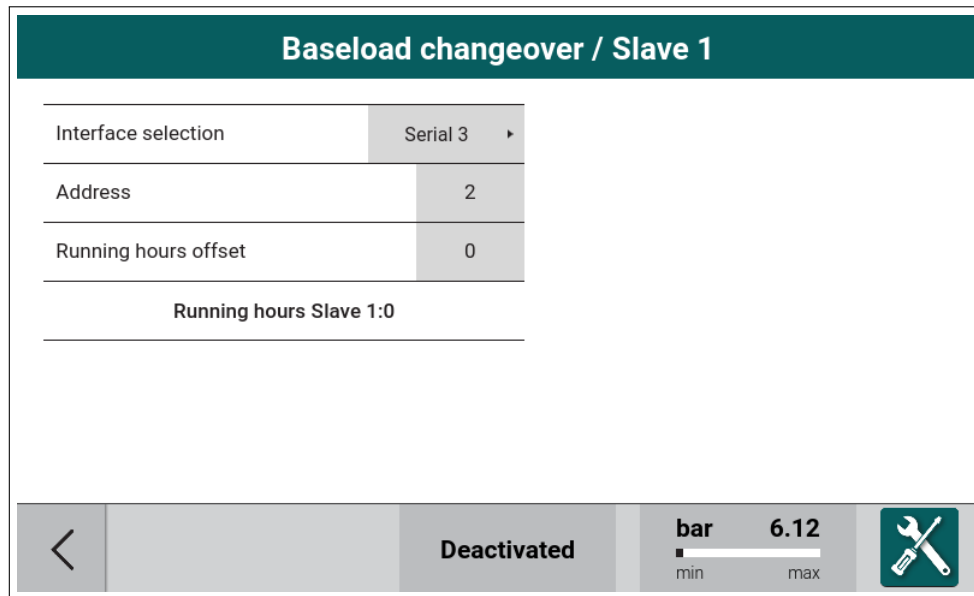 Baseload changeover / Slave 1
Interface selection Serial 3
Address 2
Running hours offset 0
Running hours Slave 1:0
Deactivated
bar 6.12
min max